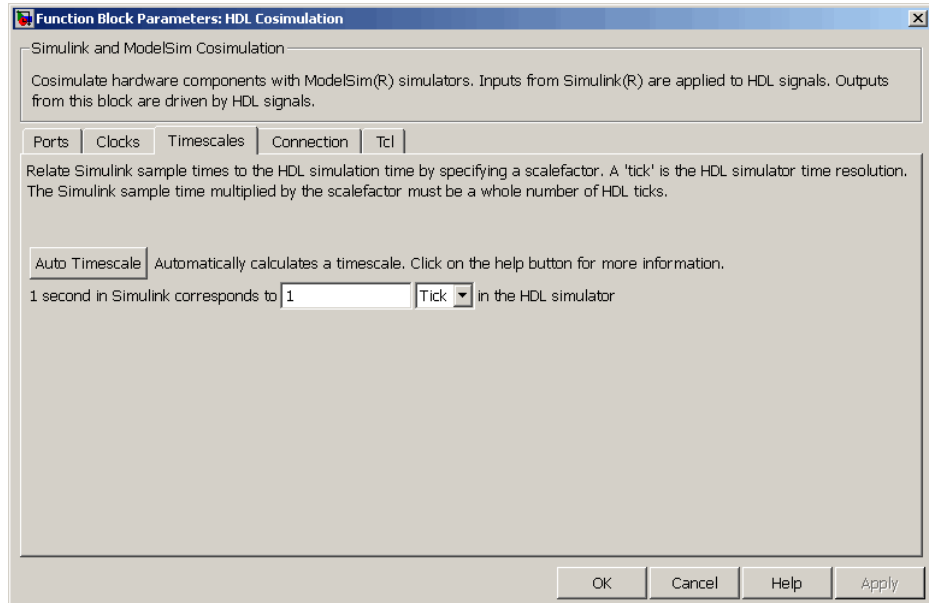 Function Block Parameters: HDL Cosimulation
Simulink and ModelSim Cosimulation
Cosimulate hardware components with ModelSim(R) simulators. Inputs from Simulink(R) are applied to HDL signals. Outputs
from this block are driven by HDL signals.
Ports Clocks Timescales Connection Tcl
Relate Simulink sample times to the HDL simulation time by specifying a scalefactor. A 'tick' is the HDL simulator time resolution.
The Simulink sample time multiplied by the scalefactor must be a whole number of HDL ticks.
Auto Timescale Automatically calculates a timescale. Click on the help button for more information.
1 second in Simulink corresponds to 1 Tick in the HDL simulator
OK Cancel Help Apply